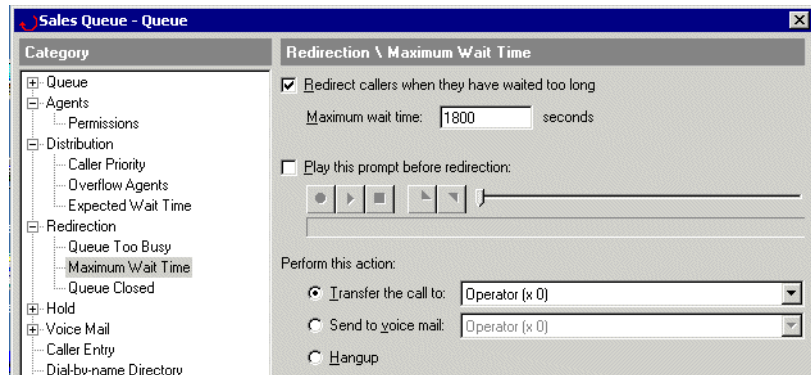 Sales Queue - Queue
Category
Queue
Agents
Permissions
Distribution
Caller Priority
Overflow Agents
Expected Wait Time
Redirection
Queue Too Busy
Maximum Wait Time
Queue Closed
Hold
Voice Mail
Caller Entry
Dial-by-name Directory
Redirection \ Maximum Wait Time
Redirect callers when they have waited too long
Maximum wait time: 1800 seconds
Play this prompt before redirection:
Perform this action:
Transfer the call to: Operator (x 0)
Send to voice mail: Operator (x 0)
Hangup